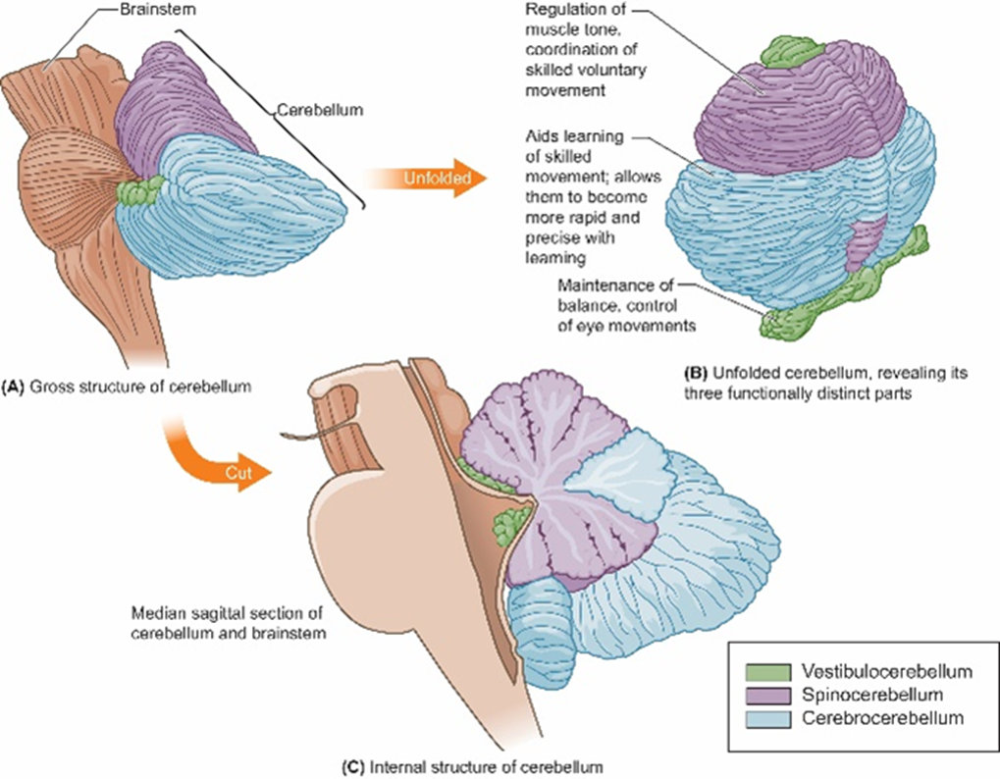 Brainstem
Cerebellum
Unfolded
Regulation of
muscle tone,
coordination of
skilled voluntary
movement
Aids learning
of skilled
movement; allows
them to become
more rapid and
precise with
learning
Maintenance of
balance, control
of eye movements
(A) Gross structure of cerebellum
(B) Unfolded cerebellum, revealing its
three functionally distinct parts
Cut
Median sagittal section of
cerebellum and brainstem
Vestibulocerebellum
Spinocerebellum
Cerebrocerebellum
(C) Internal structure of cerebellum